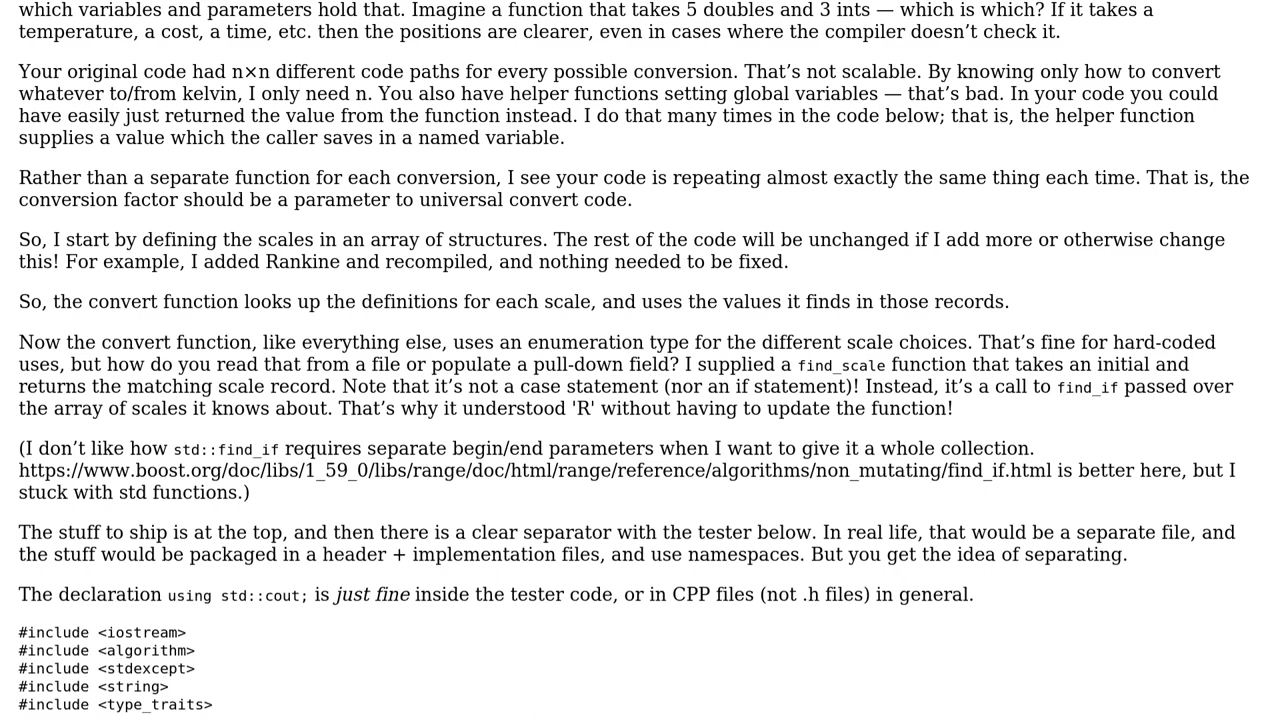 which variables and parameters hold that. Imagine a function that takes 5 doubles and 3 ints — which is which? If it takes a
temperature, a cost, a time, etc. then the positions are clearer, even in cases where the compiler doesn’t check it.
Your original code had n×n different code paths for every possible conversion. That’s not scalable. By knowing only how to convert
whatever to/from kelvin, I only need n. You also have helper functions setting global variables — that’s bad. In your code you could
have easily just returned the value from the function instead. I do that many times in the code below; that is, the helper function
supplies a value which the caller saves in a named variable.
Rather than a separate function for each conversion, I see your code is repeating almost exactly the same thing each time. That is, the
conversion factor should be a parameter to universal convert code.
So, I start by defining the scales in an array of structures. The rest of the code will be unchanged if I add more or otherwise change
this! For example, I added Rankine and recompiled, and nothing needed to be fixed.
So, the convert function looks up the definitions for each scale, and uses the values it finds in those records.
Now the convert function, like everything else, uses an enumeration type for the different scale choices. That’s fine for hard-coded
uses, but how do you read that from a file or populate a pull-down field? I supplied a find_scale function that takes an initial and
returns the matching scale record. Note that it’s not a case statement (nor an if statement)! Instead, it’s a call to find_if passed over
the array of scales it knows about. That’s why it understood 'R' without having to update the function!
(I don’t like how std::find_if requires separate begin/end parameters when I want to give it a whole collection.
https://www.boost.org/doc/libs/1_59_0/libs/range/doc/html/range/reference/algorithms/non_mutating/find_if.html is better here, but I
stuck with std functions.)
The stuff to ship is at the top, and then there is a clear separator with the tester below. In real life, that would be a separate file, and
the stuff would be packaged in a header + implementation files, and use namespaces. But you get the idea of separating.
The declaration using std::cout; is just fine inside the tester code, or in CPP files (not .h files) in general.
#include <iostream>
#include <algorithm>
#include <stdexcept>
#include <string>
#include <type_traits>